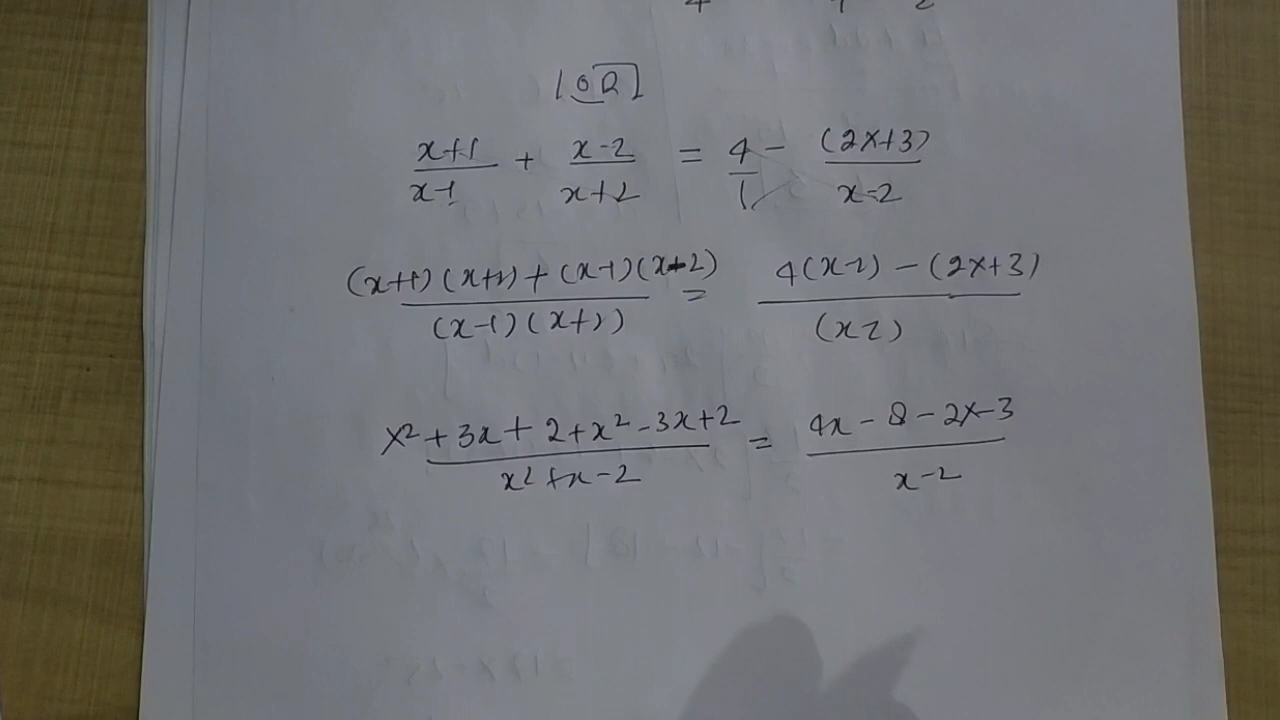 [OR]
x+1/x-1 + x-2/x+2 = 4/1 - (2x+3)/x-2
(x+1)(x+2)+(x-1)(x-2)/(x-1)(x+2) = 4(x-2)-(2x+3)/(x-2)
x²+3x+2+x²-3x+2/x²+x-2 = 4x-8-2x-3/x-2